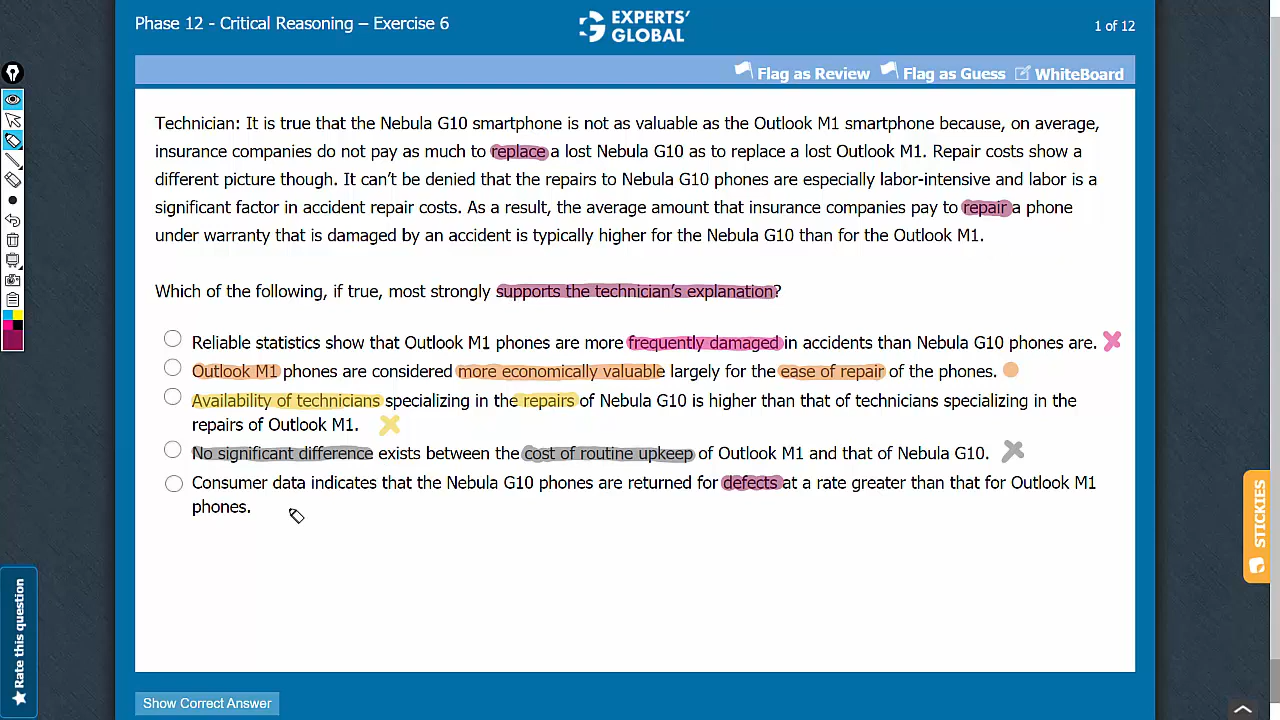 Phase 12 - Critical Reasoning – Exercise 6
EXPERTS'
GLOBAL
1 of 12
Flag as Review
Flag as Guess
WhiteBoard
Technician: It is true that the Nebula G10 smartphone is not as valuable as the Outlook M1 smartphone because, on average,
insurance companies do not pay as much to replace a lost Nebula G10 as to replace a lost Outlook M1. Repair costs show a
different picture though. It can't be denied that the repairs to Nebula G10 phones are especially labor-intensive and labor is a
significant factor in accident repair costs. As a result, the average amount that insurance companies pay to repair a phone
under warranty that is damaged by an accident is typically higher for the Nebula G10 than for the Outlook M1.
Which of the following, if true, most strongly supports the technician's explanation?
Reliable statistics show that Outlook M1 phones are more frequently damaged in accidents than Nebula G10 phones are.
Outlook M1 phones are considered more economically valuable largely for the ease of repair of the phones.
Availability of technicians specializing in the repairs of Nebula G10 is higher than that of technicians specializing in the
repairs of Outlook M1.
No significant difference exists between the cost of routine upkeep of Outlook M1 and that of Nebula G10.
Consumer data indicates that the Nebula G10 phones are returned for defects at a rate greater than that for Outlook M1
phones.
STICKIES
Rate this question
Show Correct Answer